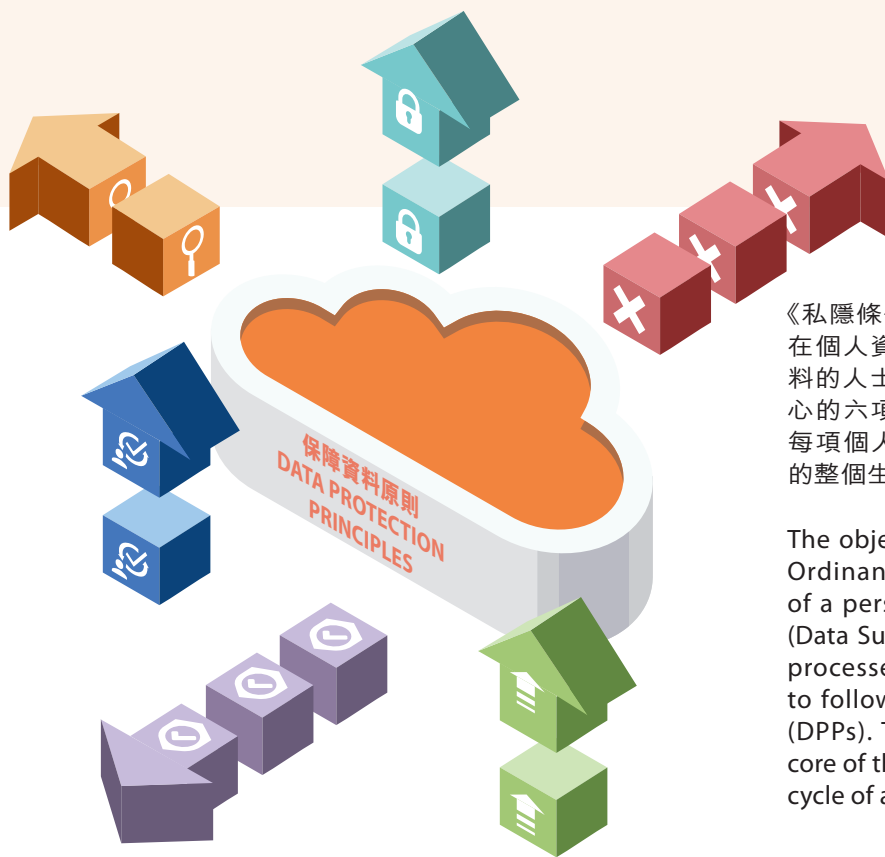 保障資料原則
DATA PROTECTION
PRINCIPLES
《私隱條
在個人資
料的人士
心的六項
每項個人
的整個生
The obje
Ordinan
of a pers
(Data Su
processe
to follow
(DPPs). T
core of th
cycle of a